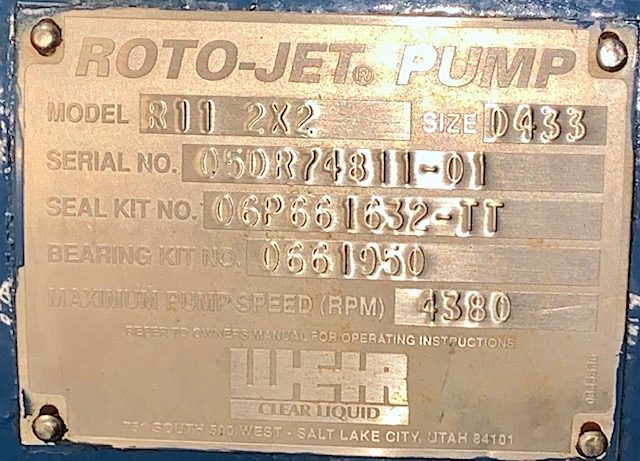 ROTO-JET® PUMP
MODEL R11 2X2 SIZE D433
SERIAL NO. 05DR74811-01
SEAL KIT NO. 06P661632-TT
BEARING KIT NO. 0661950
MAXIMUM PUMP SPEED (RPM) 4380
REFER TO OWNERS MANUAL FOR OPERATING INSTRUCTIONS
WEIR
CLEAR LIQUID
751 SOUTH 500 WEST - SALT LAKE CITY, UTAH 84101